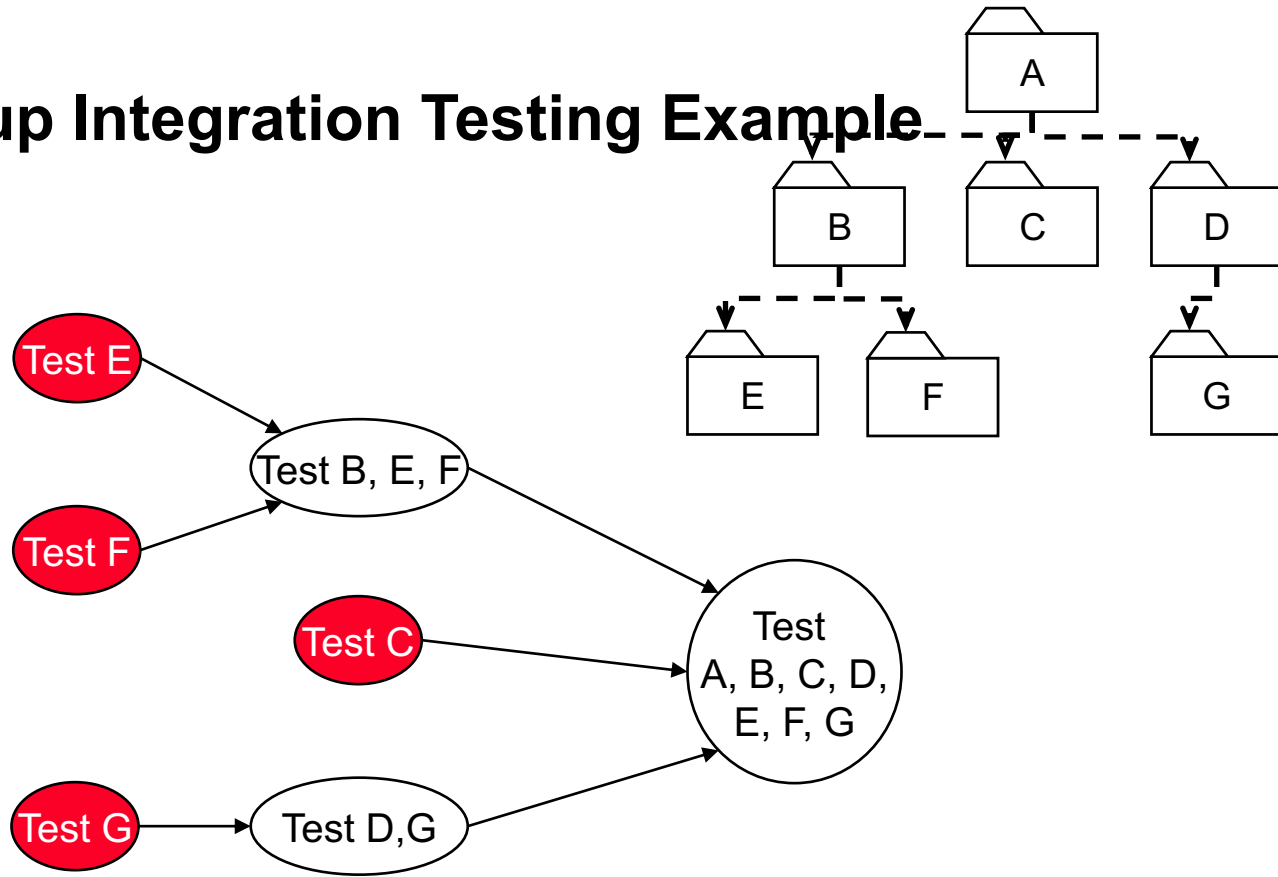 up Integration Testing Example
A
B
C
D
E
F
G
Test E
Test B, E, F
Test F
Test C
Test
A, B, C, D,
E, F, G
Test G
Test D,G